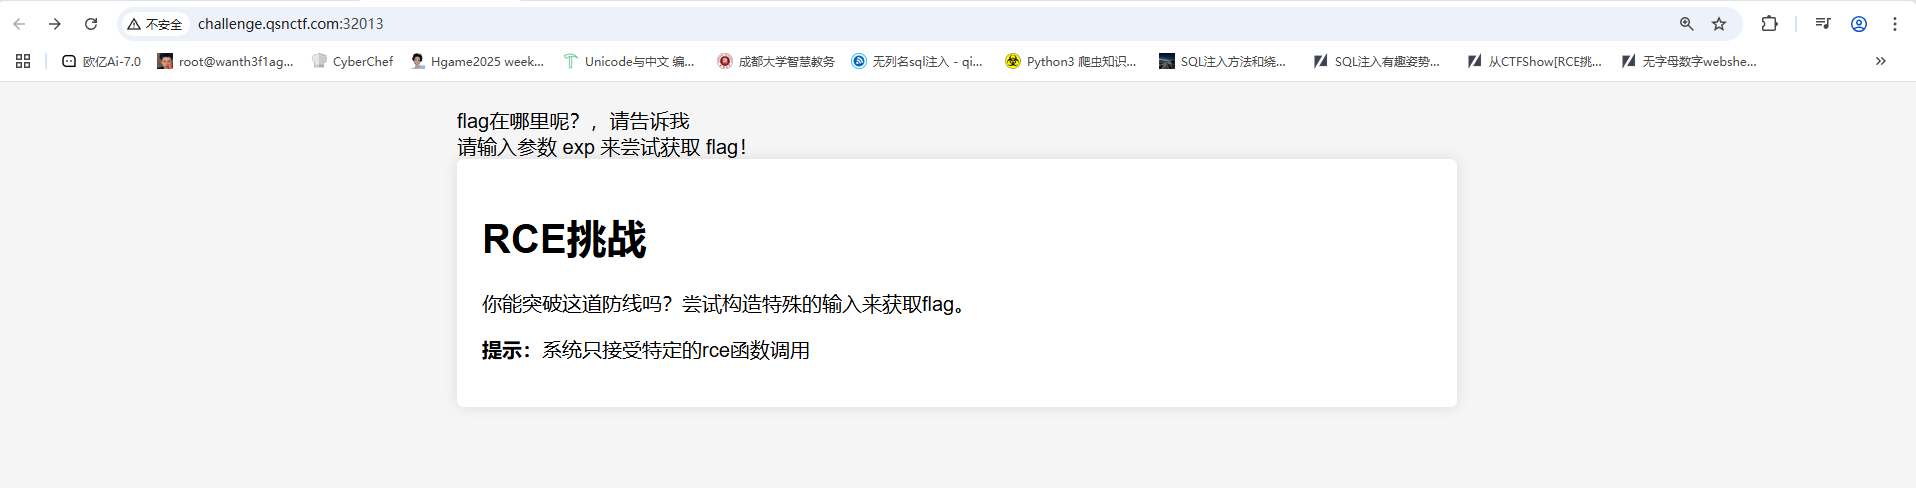 不安全 challenge.qsnctf.com:32013
欧亿Ai-7.0 root@wanth3f1ag... CyberChef Hgame2025 week... Unicode与中文 编... 成都大学智慧教务 无列名sql注入 - qi... Python3 爬虫知识... SQL注入方法和绕... SQL注入有趣姿势... 从CTFShow[RCE挑... 无字母数字webshe...
flag在哪里呢？，请告诉我
请输入参数 exp 来尝试获取 flag！
RCE挑战
你能突破这道防线吗？尝试构造特殊的输入来获取flag。
提示：系统只接受特定的rce函数调用